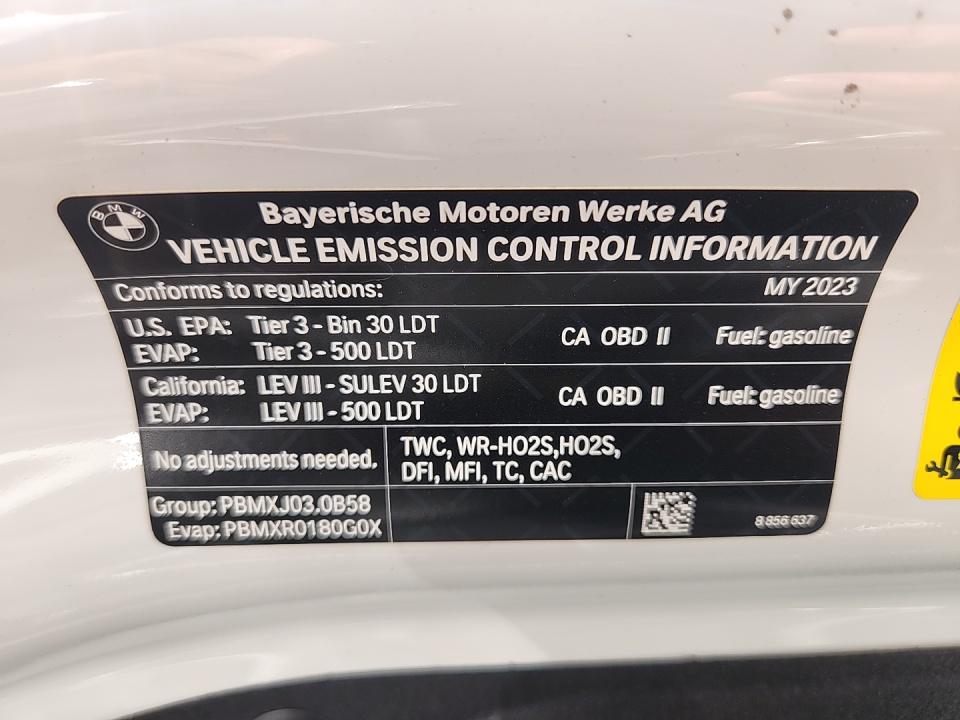 BMW
Bayerische Motoren Werke AG
VEHICLE EMISSION CONTROL INFORMATION
Conforms to regulations: MY 2023
U.S. EPA: Tier 3 - Bin 30 LDT CA OBD II Fuel: gasoline
EVAP: Tier 3 - 500 LDT
California: LEV III - SULEV 30 LDT CA OBD II Fuel: gasoline
EVAP: LEV III - 500 LDT
No adjustments needed.
TWC, WR-HO2S,HO2S,
DFI, MFI, TC, CAC
Group: PBMXJ03.0B58
Evap: PBMXR0180G0X
8 856 637